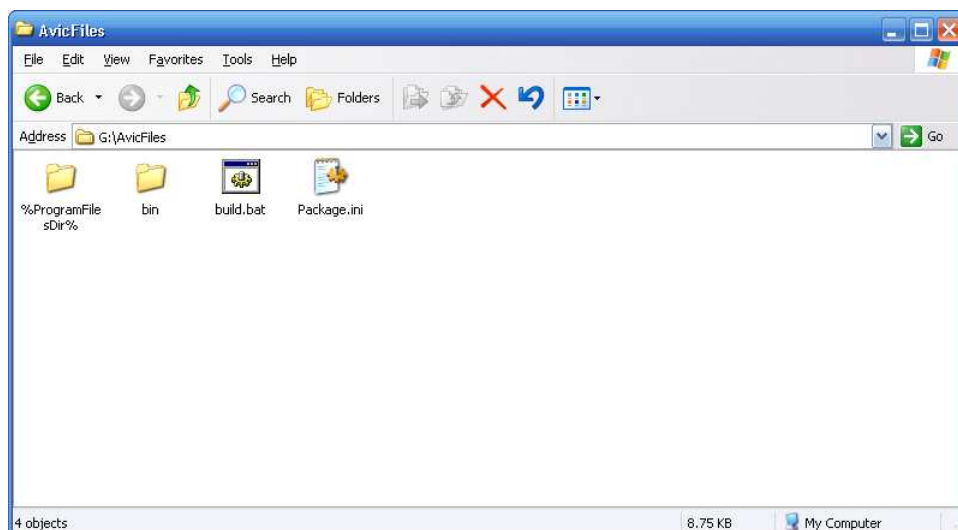 AvicFiles
File Edit View Favorites Tools Help
Back Search Folders
Address G:\AvicFiles Go
%ProgramFile
sDir%
bin
build.bat
Package.ini
4 objects 8.75 KB My Computer